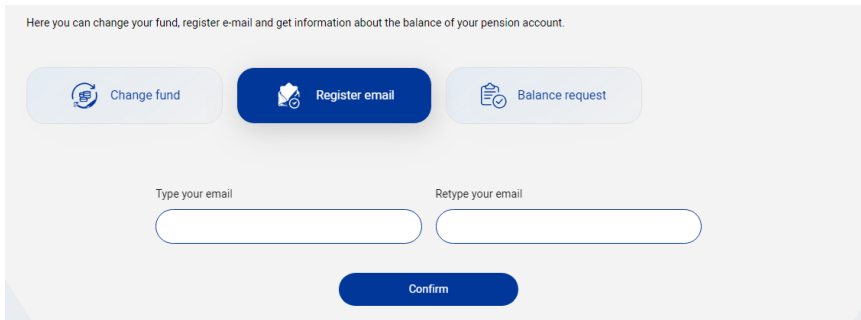 Here you can change your fund, register e-mail and get information about the balance of your pension account.
Change fund
Register email
Balance request
Type your email
Retype your email
Confirm